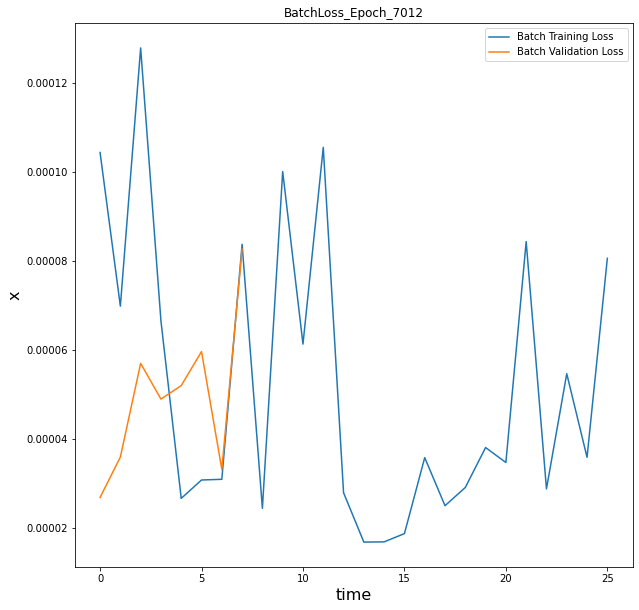 BatchLoss_Epoch_7012
Batch Training Loss
Batch Validation Loss
0.00012
0.00010
0.00008
0.00006
0.00004
0.00002
x
0 5 10 15 20 25
time